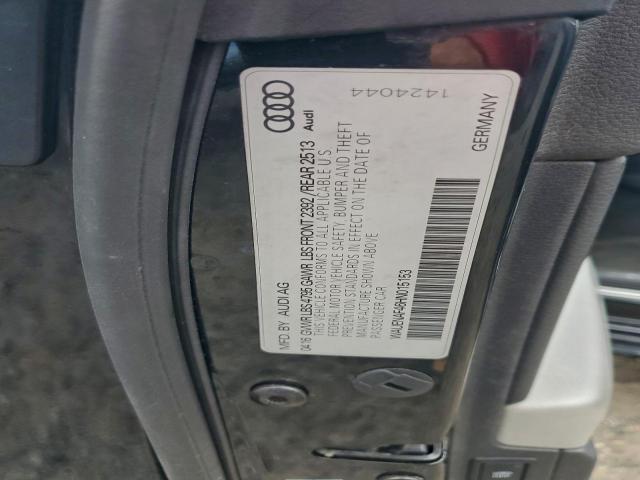 1424044
Audi
MFD BY AUDI AG
04/16 GVWR LBS 4795 GAWR LBS FRONT 2392 / REAR 2513
THIS VEHICLE CONFORMS TO ALL APPLICABLE U S
FEDERAL MOTOR VEHICLE SAFETY, BUMPER AND THEFT
PREVENTION STANDARDS IN EFFECT ON THE DATE OF
MANUFACTURE SHOWN ABOVE
PASSENGER CAR
WAUENAF46HN015153
GERMANY